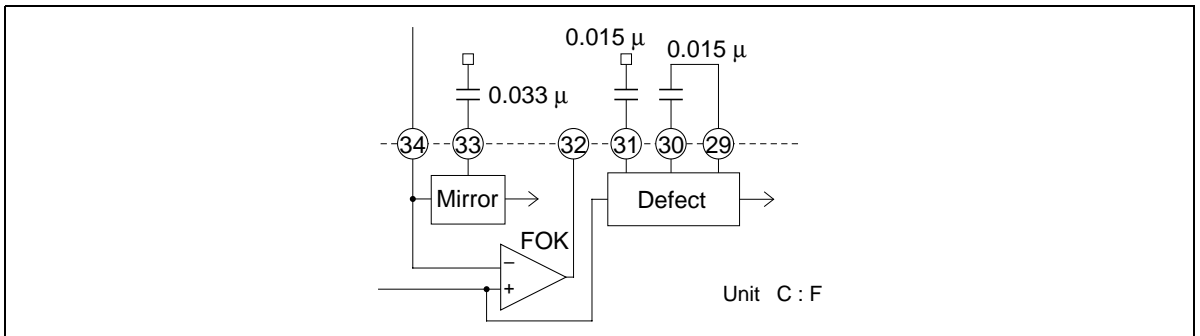 0.015 μ
0.015 μ
0.033 μ
34 33 32 31 30 29
Mirror
Defect
FOK
−
+
Unit C : F